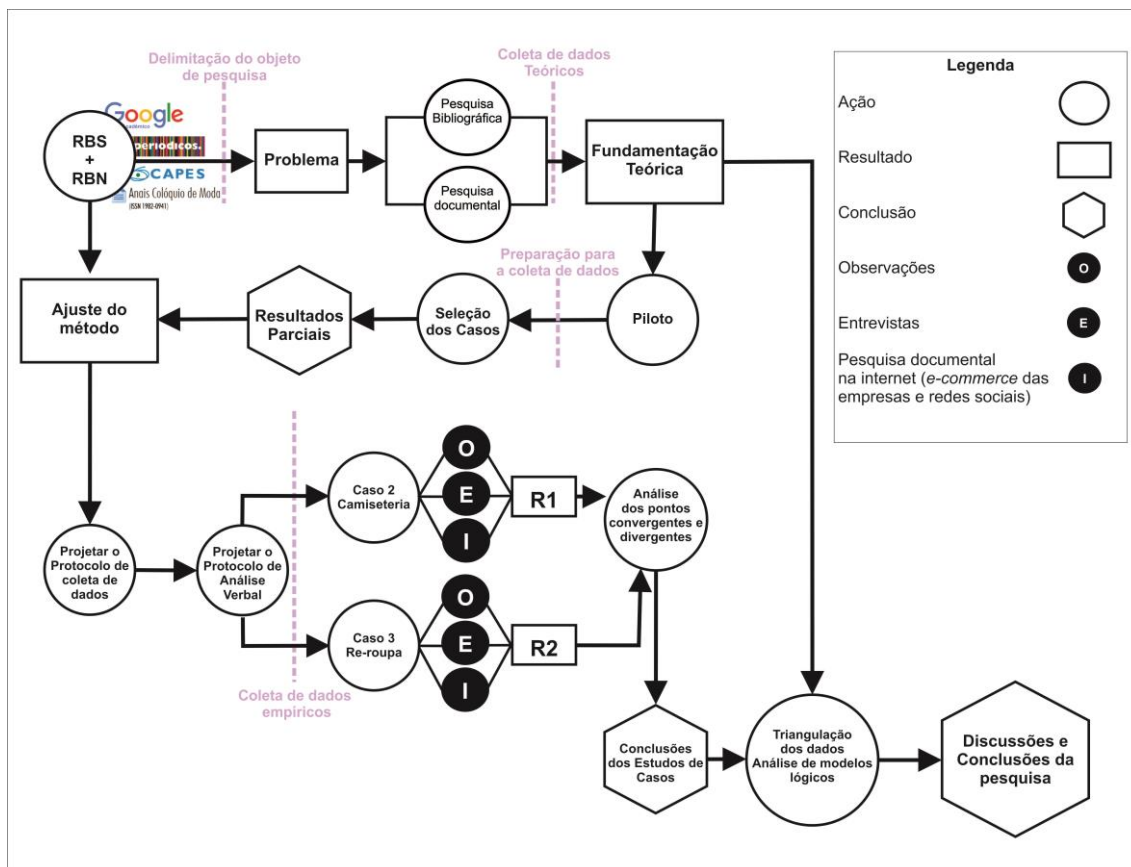 Delimitação do objeto
de pesquisa
Coleta de dados
Teóricos
RBS
+
RBN
Google
periodicos.
CAPES
Anais Colóquio de Moda
(ISSN 1982-0941)
Problema
Pesquisa
Bibliográfica
Pesquisa
documental
Fundamentação
Teórica
Legenda
Ação
Resultado
Conclusão
Observações
O
Entrevistas
E
Pesquisa documental
na internet (e-commerce das
empresas e redes sociais)
I
Preparação para
a coleta de dados
Ajuste do
método
Resultados
Parciais
Seleção
dos Casos
Piloto
Projetar o
Protocolo de
coleta de
dados
Projetar o
Protocolo de
Análise
Verbal
Caso 2
Camiseteria
O
E
I
R1
Análise
dos pontos
convergentes e
divergentes
Caso 3
Re-roupa
O
E
I
R2
Coleta de dados
empíricos
Conclusões
dos Estudos de
Casos
Triangulação
dos dados
Análise de modelos
lógicos
Discussões e
Conclusões da
pesquisa